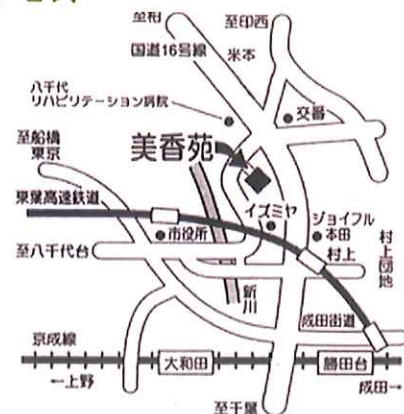 至柏
至印西
国道16号線
米本
八千代
リハビリテーション病院
交番
至船橋
東京
美香苑
東葉高速鉄道
イズミヤ
ジョイフル
本田
市役所
村上
村上団地
至八千代台
新川
成田街道
京成線
大和田
勝田台
←上野
成田→
至千葉